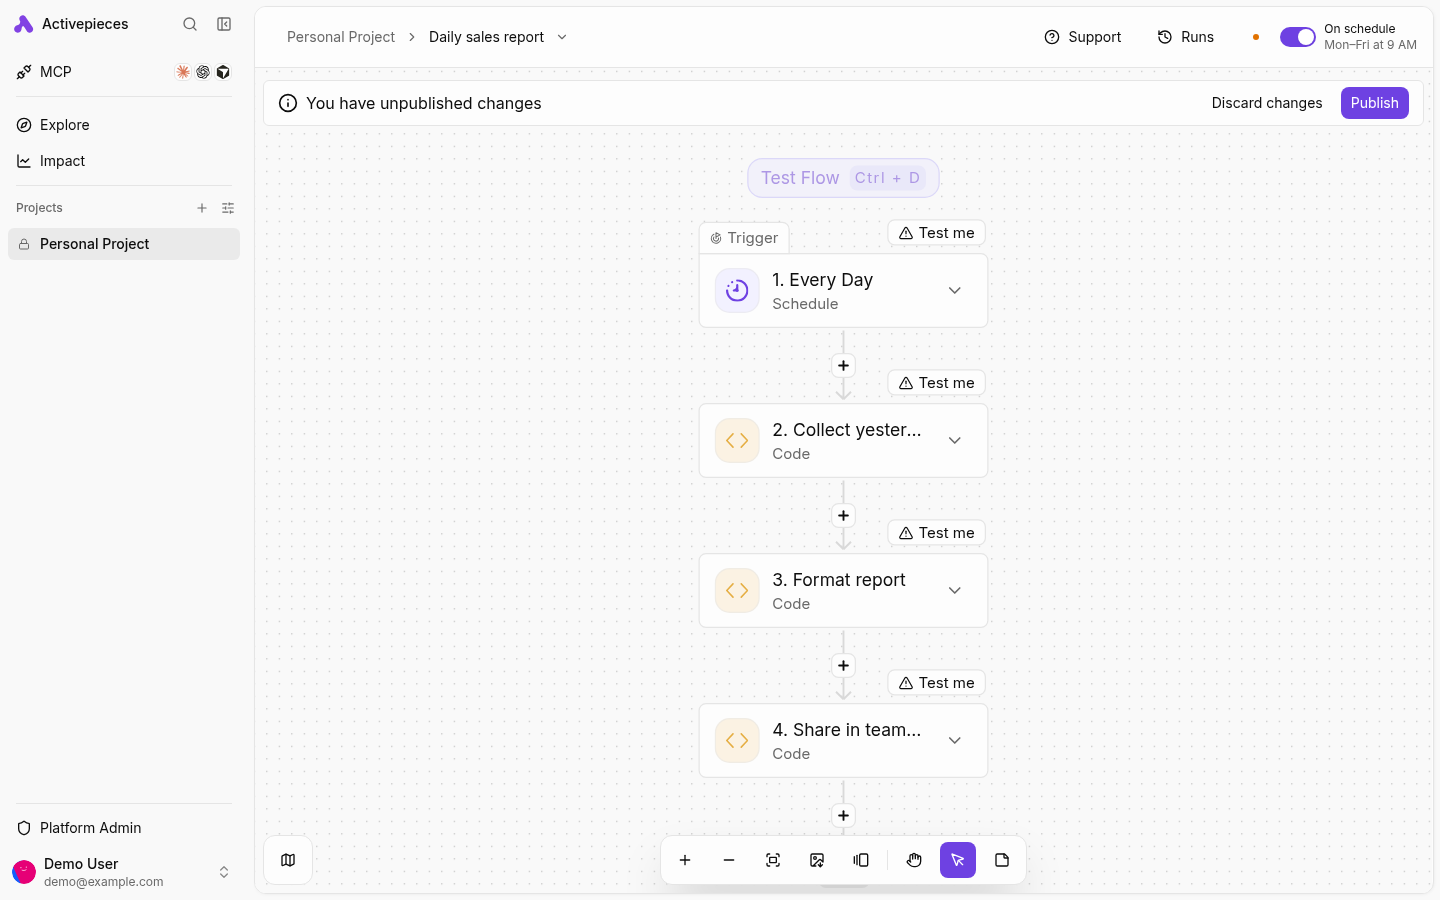 Activepieces
MCP
Explore
Impact
Projects
Personal Project
Platform Admin
Demo User
demo@example.com
Personal Project
Daily sales report
Support
Runs
On schedule
Mon–Fri at 9 AM
You have unpublished changes
Discard changes
Publish
Test Flow Ctrl + D
Trigger
Test me
1. Every Day
Schedule
Test me
2. Collect yester...
Code
Test me
3. Format report
Code
Test me
4. Share in team...
Code